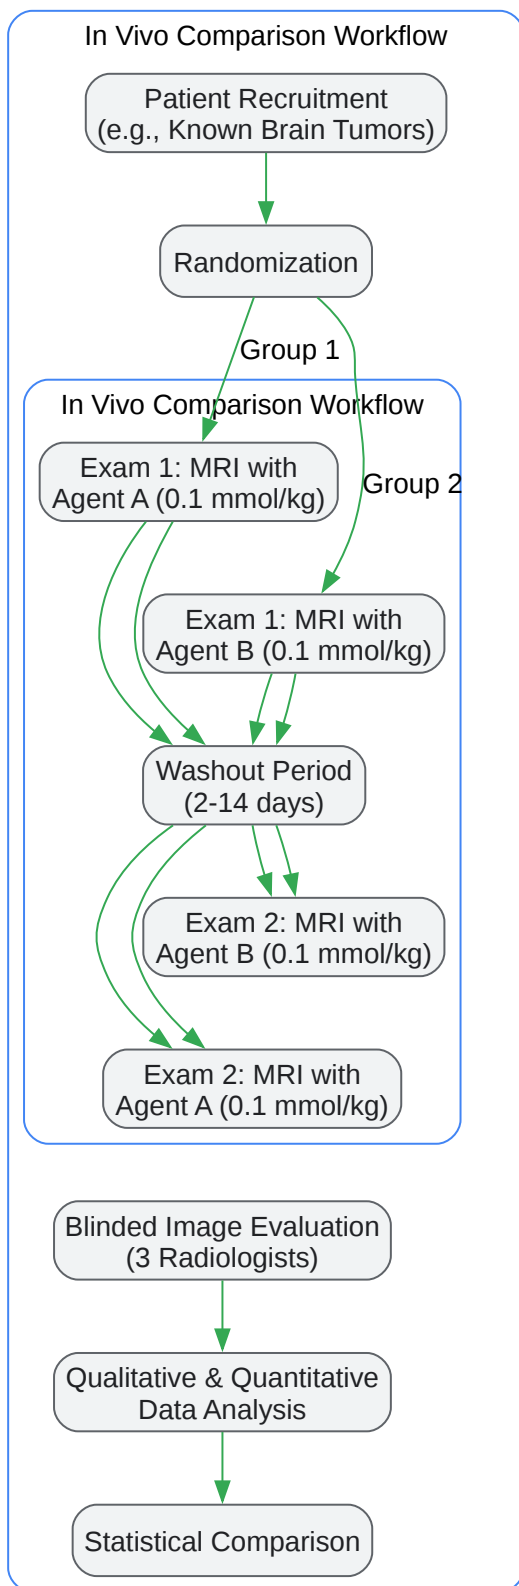 In Vivo Comparison Workflow
Patient Recruitment
(e.g., Known Brain Tumors)
Randomization
Group 1
In Vivo Comparison Workflow
Exam 1: MRI with
Agent A (0.1 mmol/kg)
Group 2
Exam 1: MRI with
Agent B (0.1 mmol/kg)
Washout Period
(2-14 days)
Exam 2: MRI with
Agent B (0.1 mmol/kg)
Exam 2: MRI with
Agent A (0.1 mmol/kg)
Blinded Image Evaluation
(3 Radiologists)
Qualitative & Quantitative
Data Analysis
Statistical Comparison